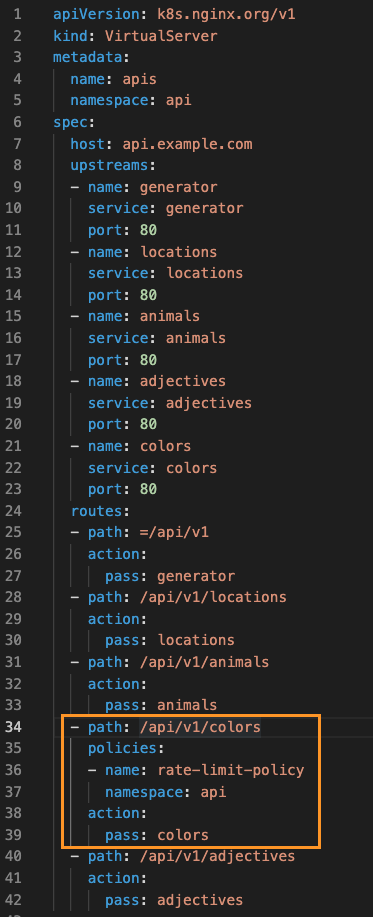 1 apiVersion: k8s.nginx.org/v1
2 kind: VirtualServer
3 metadata:
4   name: apis
5   namespace: api
6 spec:
7   host: api.example.com
8   upstreams:
9   - name: generator
10     service: generator
11     port: 80
12   - name: locations
13     service: locations
14     port: 80
15   - name: animals
16     service: animals
17     port: 80
18   - name: adjectives
19     service: adjectives
20     port: 80
21   - name: colors
22     service: colors
23     port: 80
24   routes:
25   - path: =/api/v1
26     action:
27       pass: generator
28   - path: /api/v1/locations
29     action:
30       pass: locations
31   - path: /api/v1/animals
32     action:
33       pass: animals
34   - path: /api/v1/colors
35     policies:
36     - name: rate-limit-policy
37       namespace: api
38     action:
39       pass: colors
40   - path: /api/v1/adjectives
41     action:
42       pass: adjectives